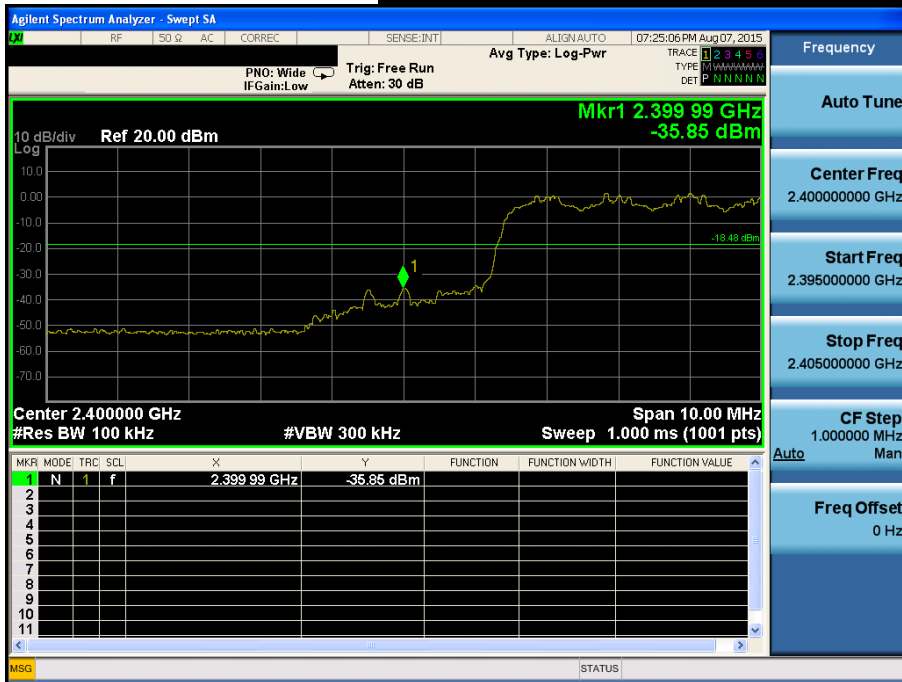 Agilent Spectrum Analyzer - Swept SA
LXI RF 50 Ω AC CORREC SENSE:INT ALIGN AUTO 07:25:06 PM Aug 07, 2015
Frequency
Avg Type: Log-Pwr TRACE 1 2 3 4 5 6
PNO: Wide Trig: Free Run TYPE M WWWWW
IFGain:Low Atten: 30 dB DET P N N N N N
Auto Tune
Mkr1 2.399 99 GHz
10 dB/div Ref 20.00 dBm -35.85 dBm
Log
10.0
0.00
-10.0
-20.0
-30.0
-40.0
-50.0
-60.0
-70.0
-18.48 dBm
1
Center Freq
2.400000000 GHz
Start Freq
2.395000000 GHz
Stop Freq
2.405000000 GHz
Center 2.400000 GHz Span 10.00 MHz
#Res BW 100 kHz #VBW 300 kHz Sweep 1.000 ms (1001 pts)
CF Step
1.000000 MHz
Auto Man
MKR MODE TRC SCL X Y FUNCTION FUNCTION WIDTH FUNCTION VALUE
1 N 1 f 2.399 99 GHz -35.85 dBm
2
3
4
5
6
7
8
9
10
11
Freq Offset
0 Hz
MSG STATUS